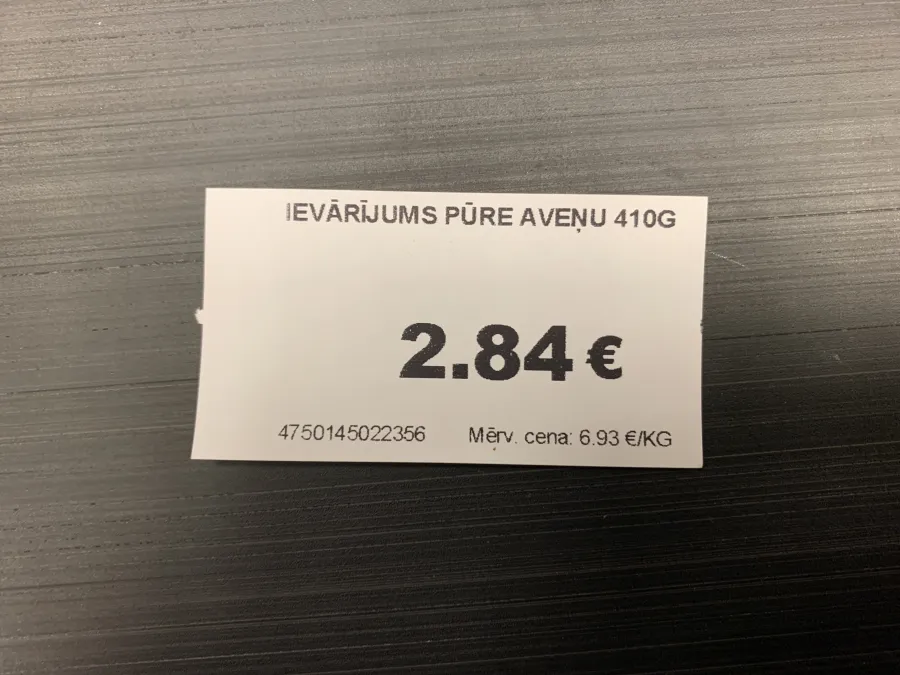 IEVĀRĪJUMS PŪRE AVEŅU 410G
2.84 €
4750145022356 Mērv. cena: 6.93 €/KG